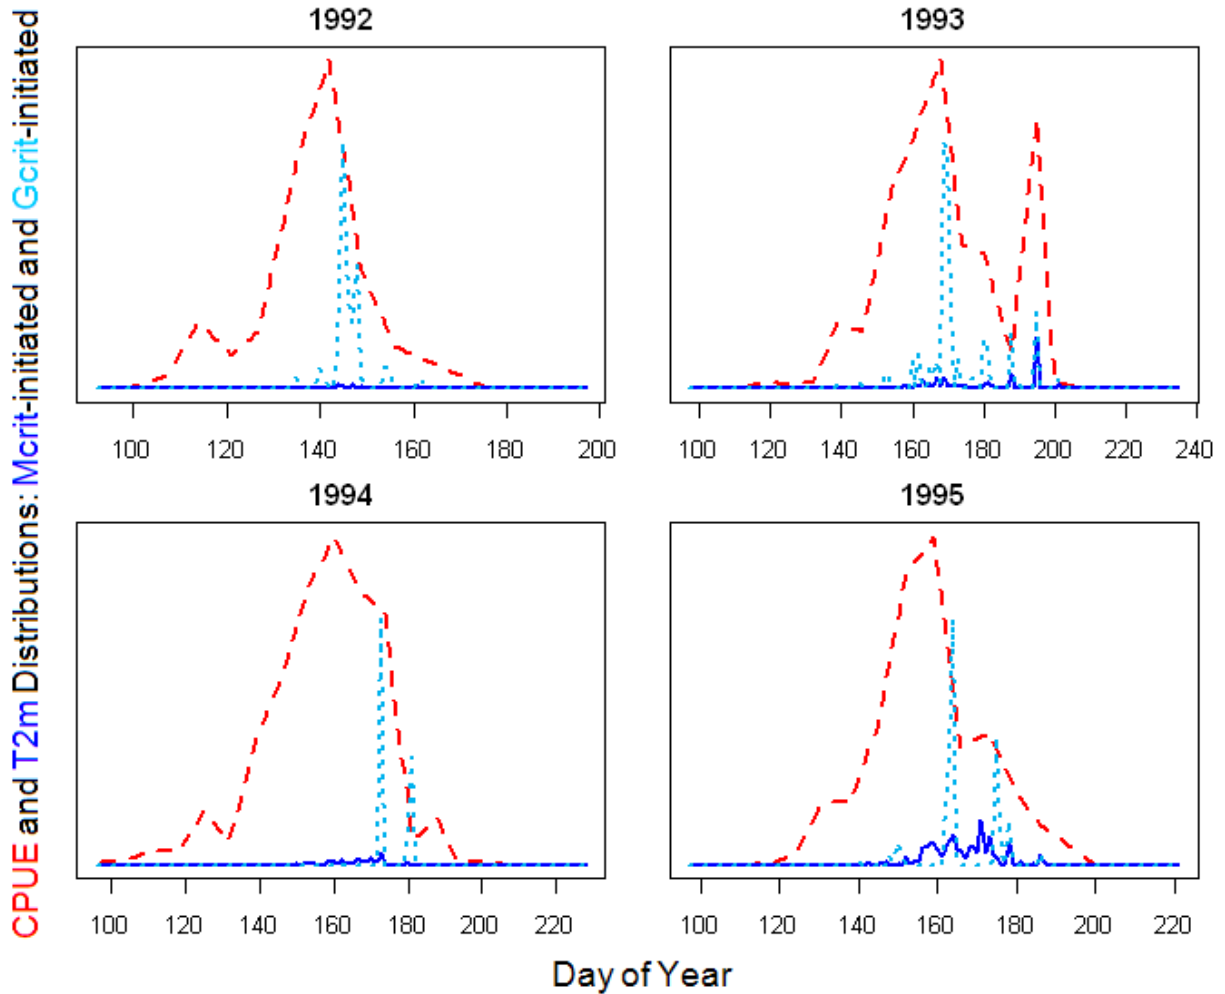 CPUE and T2m Distributions: Mcrit-initiated and Gcrit-initiated
1992
100 120 140 160 180 200
1993
100 120 140 160 180 200 220 240
1994
100 120 140 160 180 200 220
1995
100 120 140 160 180 200 220
Day of Year